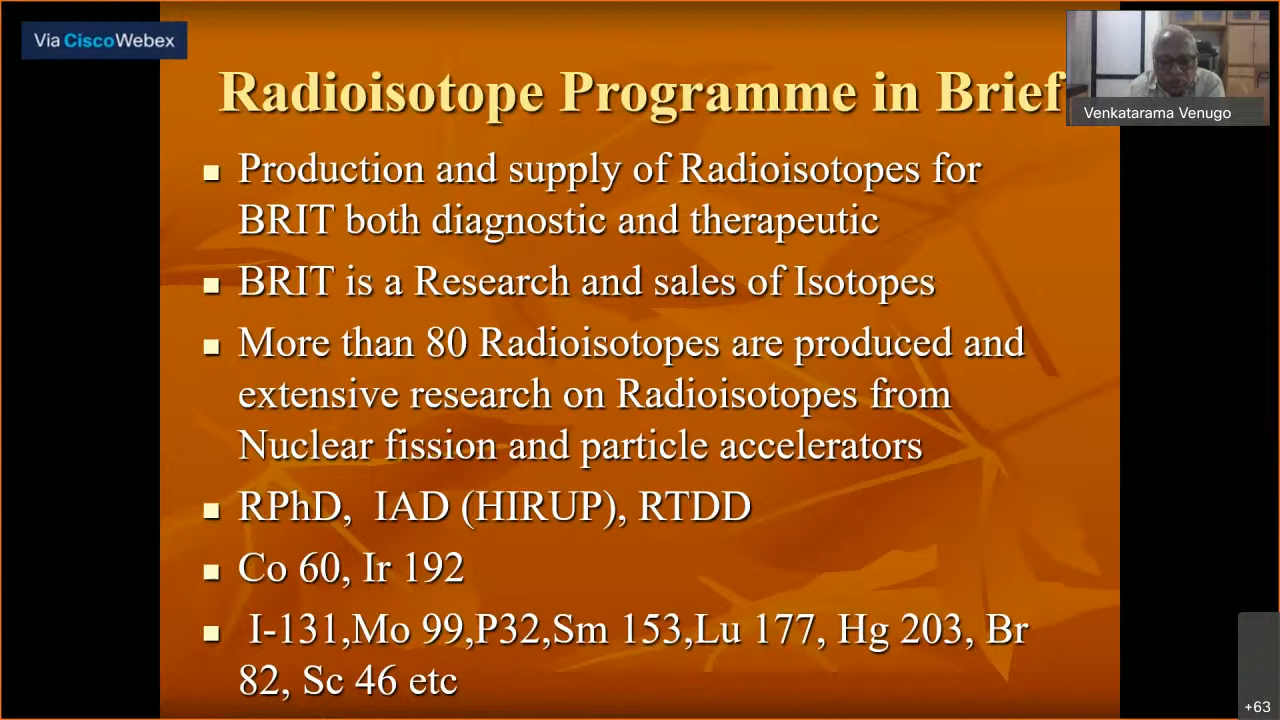 Via Cisco Webex
Radioisotope Programme in Brief
Venkatarama Venugo
Production and supply of Radioisotopes for
BRIT both diagnostic and therapeutic
BRIT is a Research and sales of Isotopes
More than 80 Radioisotopes are produced and
extensive research on Radioisotopes from
Nuclear fission and particle accelerators
RPhD, IAD (HIRUP), RTDD
Co 60, Ir 192
I-131,Mo 99,P32,Sm 153,Lu 177, Hg 203, Br
82, Sc 46 etc
+63